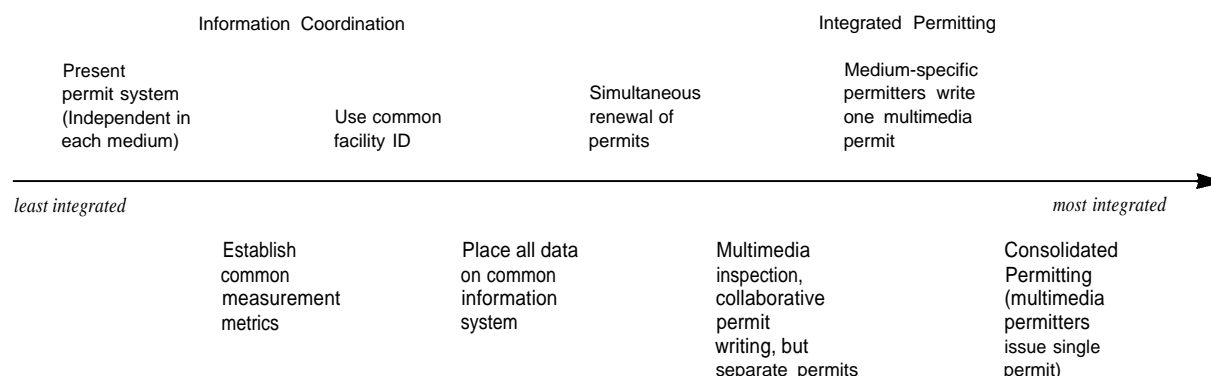 Information Coordination
Integrated Permitting
Present
permit system
(Independent in
each medium)
Use common
facility ID
Simultaneous
renewal of
permits
Medium-specific
permitters write
one multimedia
permit
least integrated
most integrated
Establish
common
measurement
metrics
Place all data
on common
information
system
Multimedia
inspection,
collaborative
permit
writing, but
separate permits
Consolidated
Permitting
(multimedia
permitters
issue single
permit)